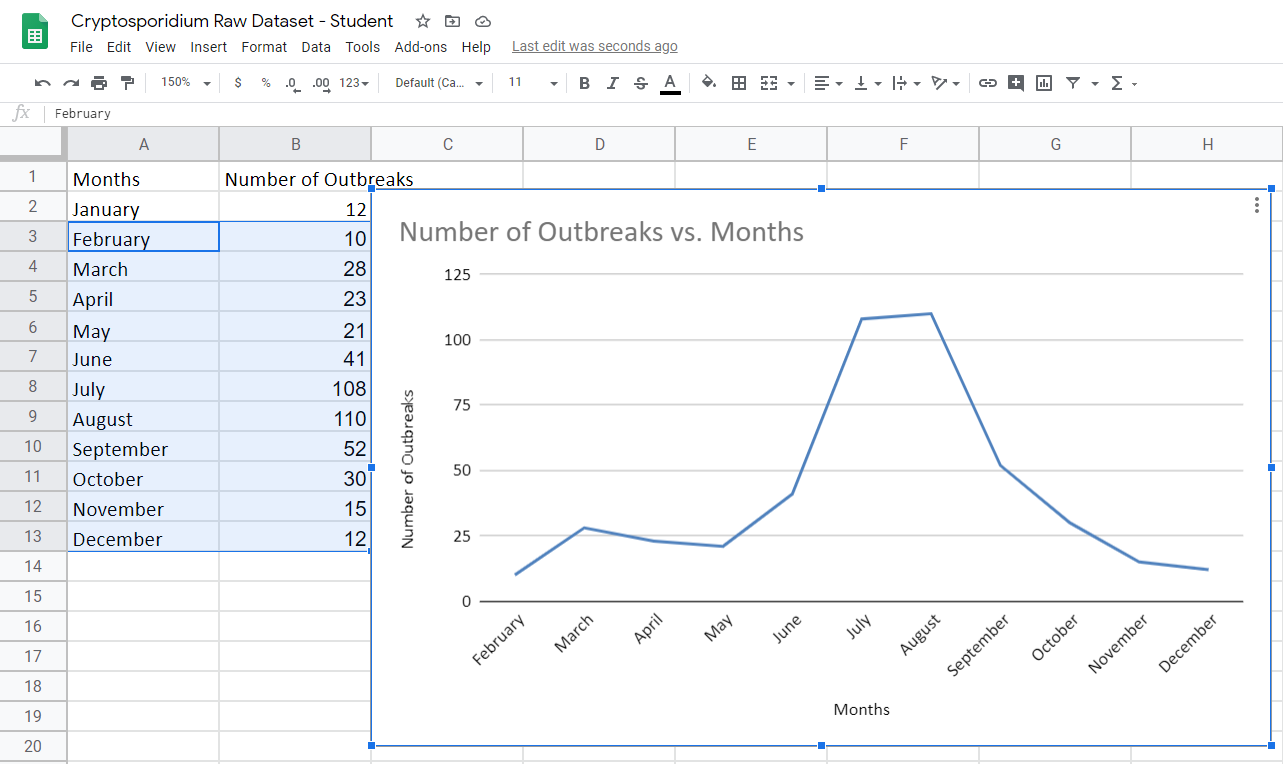 Cryptosporidium Raw Dataset - Student
File Edit View Insert Format Data Tools Add-ons Help Last edit was seconds ago
150% $ % .0 .00 123 Default (Ca... 11 B I S A
fx February
A B C D E F G H
1 Months Number of Outbreaks
2 January 12
3 February 10
4 March 28
5 April 23
6 May 21
7 June 41
8 July 108
9 August 110
10 September 52
11 October 30
12 November 15
13 December 12
14
15
16
17
18
19
20
Number of Outbreaks vs. Months
Number of Outbreaks
125
100
75
50
25
0
February March April May June July August September October November December
Months